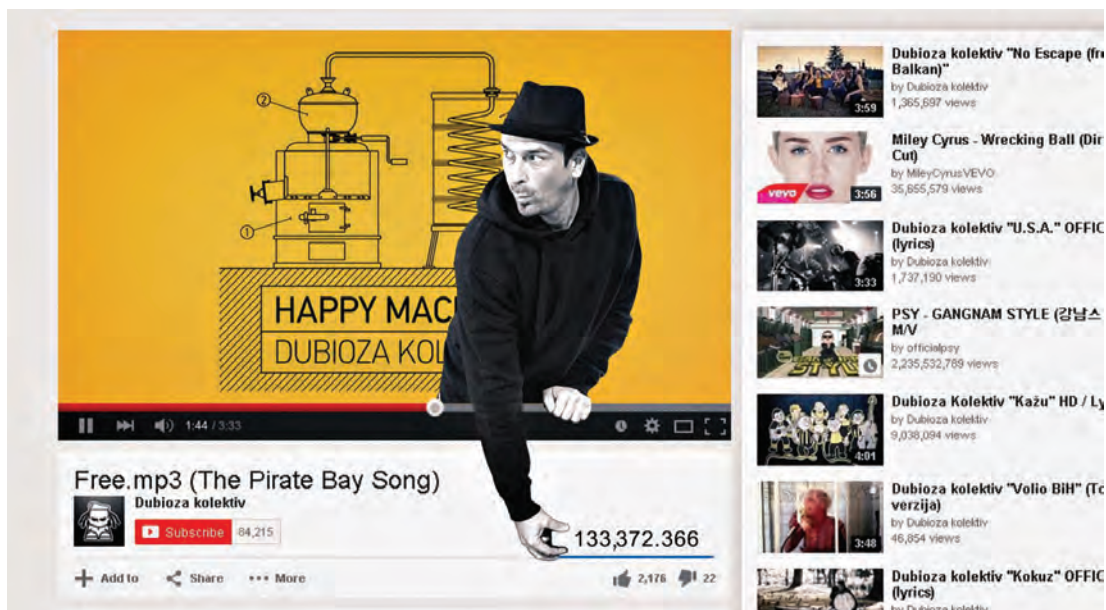 ②
①
HAPPY MAC
DUBIOZA KOL
1:44 / 3:33
Free.mp3 (The Pirate Bay Song)
Dubioza kolektiv
Subscribe 84,215
133,372.366
Add to Share More
2,176 22
3:59
Dubioza kolektiv "No Escape (fr
Balkan)"
by Dubioza kolektiv
1,365,697 views
vevo
3:56
Miley Cyrus - Wrecking Ball (Dir
Cut)
by MileyCyrusVEVO
35,655,579 views
3:33
Dubioza kolektiv "U.S.A." OFFIC
(lyrics)
by Dubioza kolektiv
1,737,190 views
PSY - GANGNAM STYLE (강남스
M/V
by officialpsy
2,235,532,769 views
4:01
Dubioza Kolektiv "Kažu" HD / Ly
by Dubioza kolektiv
9,038,094 views
3:48
Dubioza kolektiv "Volio BiH" (To
verzija)
by Dubioza kolektiv
46,854 views
Dubioza kolektiv "Kokuz" OFFIC
(lyrics)
by Dubioza kolektiv